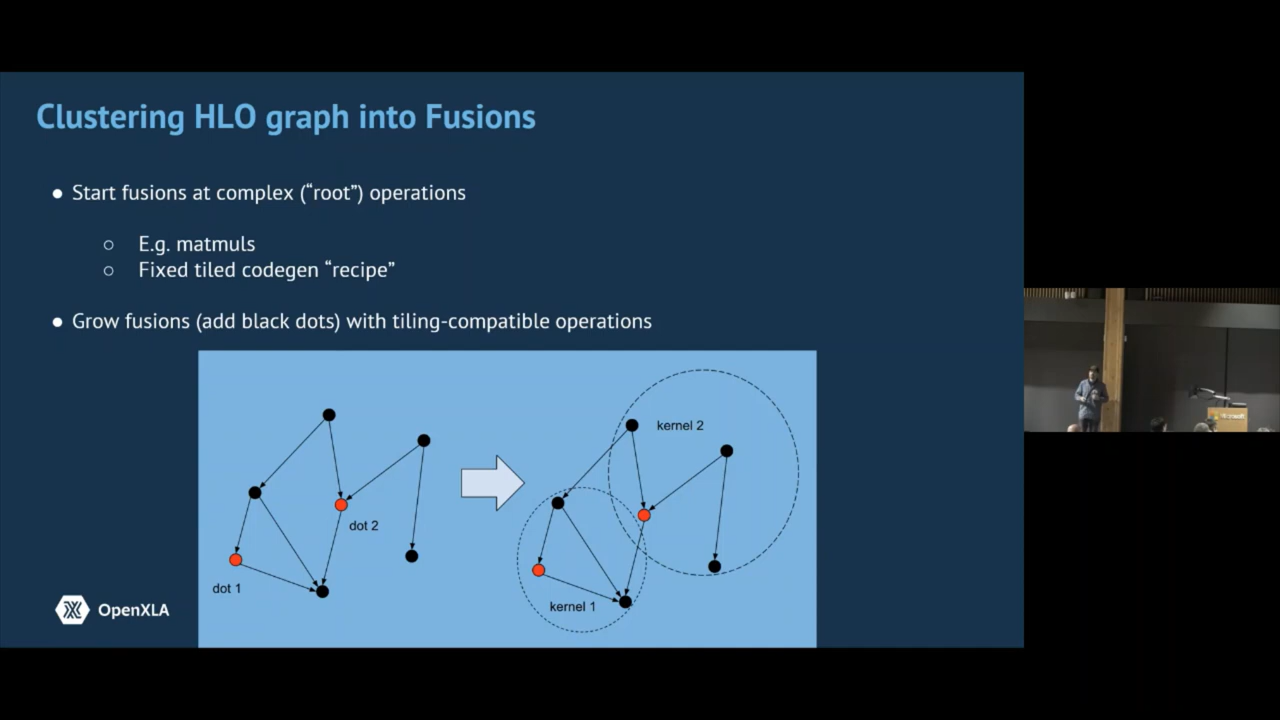 Clustering HLO graph into Fusions
● Start fusions at complex (“root”) operations
○ E.g. matmuls
○ Fixed tiled codegen “recipe”
● Grow fusions (add black dots) with tiling-compatible operations
kernel 2
dot 2
dot 1
kernel 1
OpenXLA
Microsoft